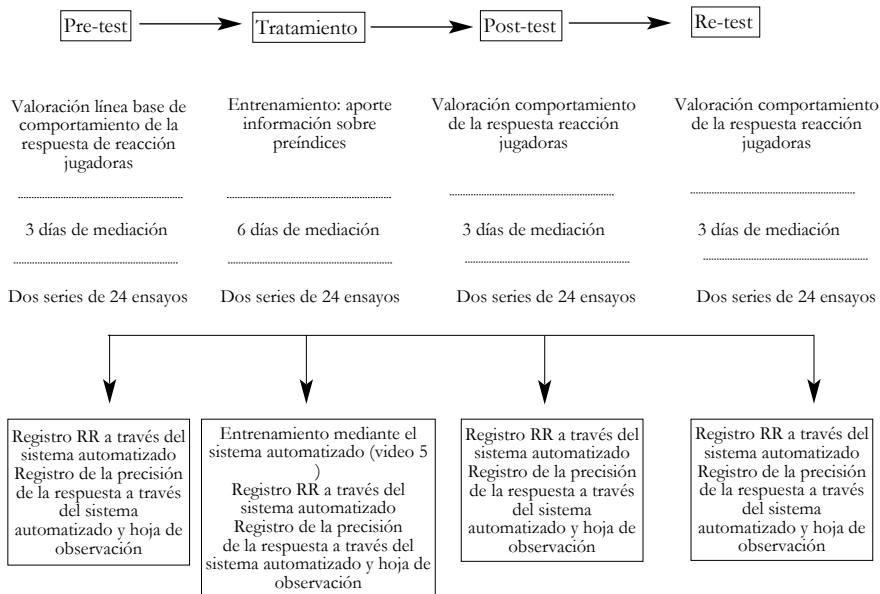 Pre-test
Tratamiento
Post-test
Re-test
Valoración línea base de
comportamiento de la
respuesta de reacción
jugadoras
Entrenamiento: aporte
información sobre
preíndices
Valoración comportamiento
de la respuesta reacción
jugadoras
Valoración comportamiento
de la respuesta reacción
jugadoras
3 días de mediación
6 días de mediación
3 días de mediación
3 días de mediación
Dos series de 24 ensayos
Dos series de 24 ensayos
Dos series de 24 ensayos
Dos series de 24 ensayos
Registro RR a través del
sistema automatizado
Registro de la precisión
de la respuesta a través
del sistema
automatizado y hoja de
observación
Entrenamiento mediante el
sistema automatizado (video 5
)
Registro RR a través del
sistema automatizado
Registro de la precisión
de la respuesta a través del
sistema automatizado y hoja de
observación
Registro RR a través del
sistema automatizado
Registro de la precisión
de la respuesta a través
del sistema
automatizado y hoja de
observación
Registro RR a través del
sistema automatizado
Registro de la precisión
de la respuesta a través
del sistema
automatizado y hoja de
observación